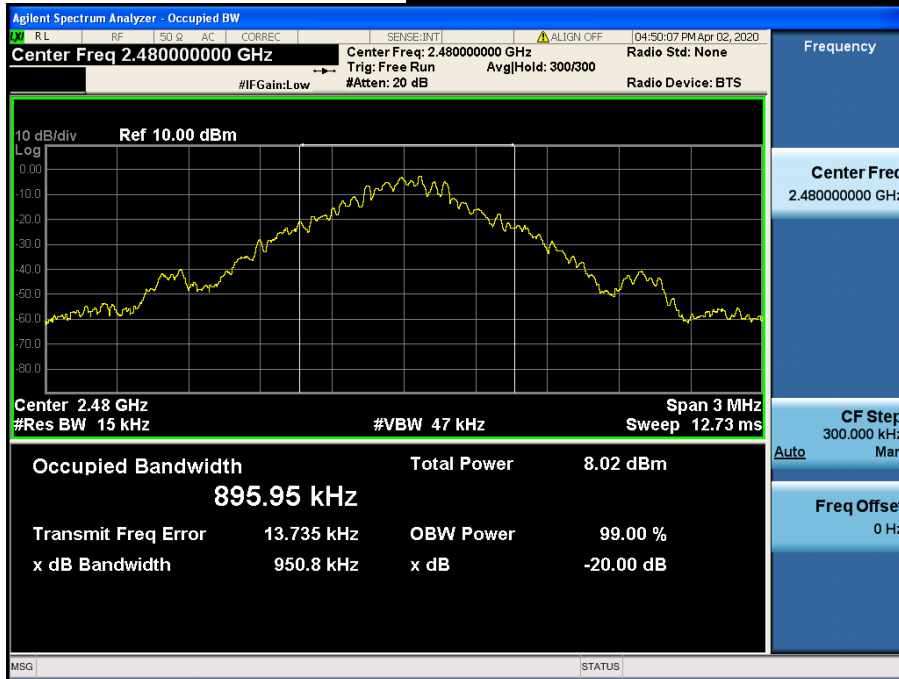 Agilent Spectrum Analyzer - Occupied BW
LXI RL RF 50 Ω AC CORREC SENSE:INT ALIGN OFF 04:50:07 PM Apr 02, 2020
Center Freq 2.480000000 GHz
Center Freq: 2.480000000 GHz
Radio Std: None
Trig: Free Run Avg|Hold: 300/300
#IFGain:Low
#Atten: 20 dB
Radio Device: BTS
Frequency
10 dB/div Ref 10.00 dBm
Log
0.00
-10.0
-20.0
-30.0
-40.0
-50.0
-60.0
-70.0
-80.0
Center Freq
2.480000000 GHz
Center 2.48 GHz Span 3 MHz
#Res BW 15 kHz #VBW 47 kHz Sweep 12.73 ms
CF Step
300.000 kHz
Auto Man
Occupied Bandwidth Total Power 8.02 dBm
895.95 kHz
Transmit Freq Error 13.735 kHz OBW Power 99.00 %
x dB Bandwidth 950.8 kHz x dB -20.00 dB
Freq Offset
0 Hz
MSG STATUS